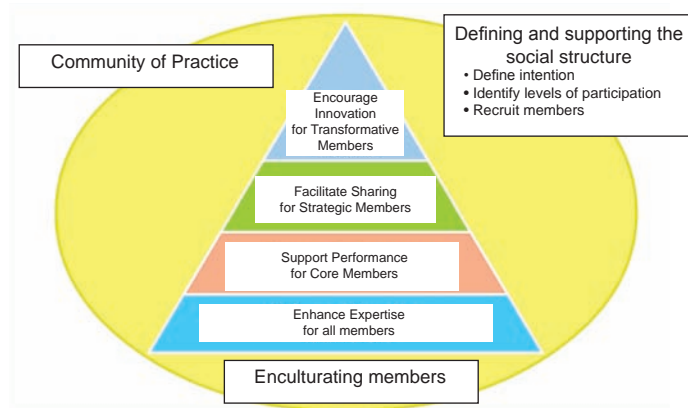 Community of Practice
Defining and supporting the
social structure
• Define intention
• Identify levels of participation
• Recruit members
Encourage
Innovation
for Transformative
Members
Facilitate Sharing
for Strategic Members
Support Performance
for Core Members
Enhance Expertise
for all members
Enculturating members